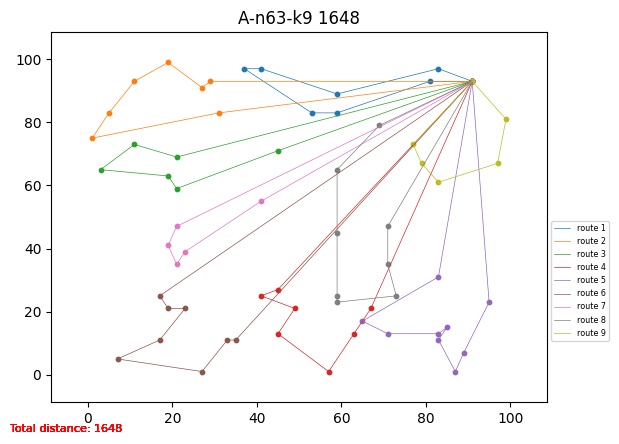 A-n63-k9 1648
100
80
60
40
20
0
0 20 40 60 80 100
route 1
route 2
route 3
route 4
route 5
route 6
route 7
route 8
route 9
Total distance: 1648